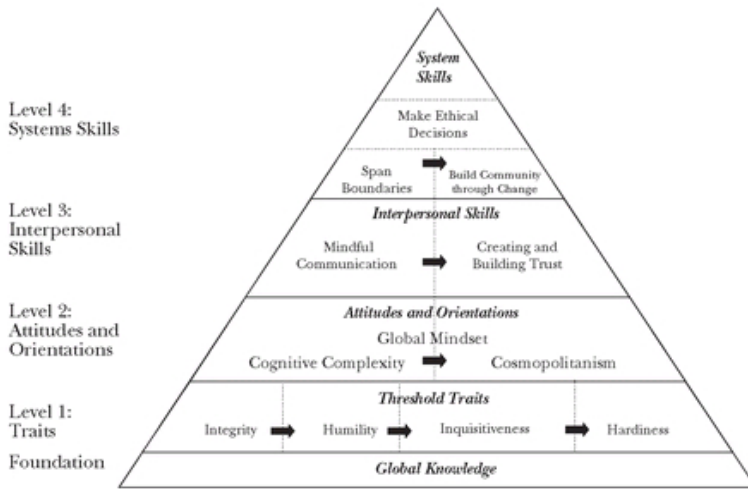 System
Skills
Level 4:
Systems Skills
Make Ethical
Decisions
Span
Boundaries
Build Community
through Change
Level 3:
Interpersonal
Skills
Interpersonal Skills
Mindful
Communication
Creating and
Building Trust
Level 2:
Attitudes and
Orientations
Attitudes and Orientations
Global Mindset
Cognitive Complexity
Cosmopolitanism
Level 1:
Traits
Threshold Traits
Integrity
Humility
Inquisitiveness
Hardiness
Foundation
Global Knowledge